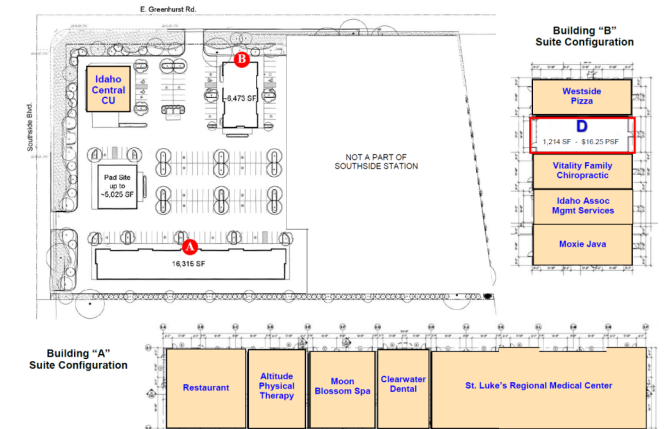 E. Greenhurst Rd.
Southside Blvd.
Idaho
Central
CU
B
~6,473 SF
NOT A PART OF
SOUTHSIDE STATION
Pad Site
up to
~5,025 SF
A
16,315 SF
Building “B”
Suite Configuration
Westside
Pizza
D
1,214 SF - $16.25 PSF
Vitality Family
Chiropractic
Idaho Assoc
Mgmt Services
Moxie Java
Building “A”
Suite Configuration
Restaurant
Altitude
Physical
Therapy
Moon
Blossom Spa
Clearwater
Dental
St. Luke's Regional Medical Center